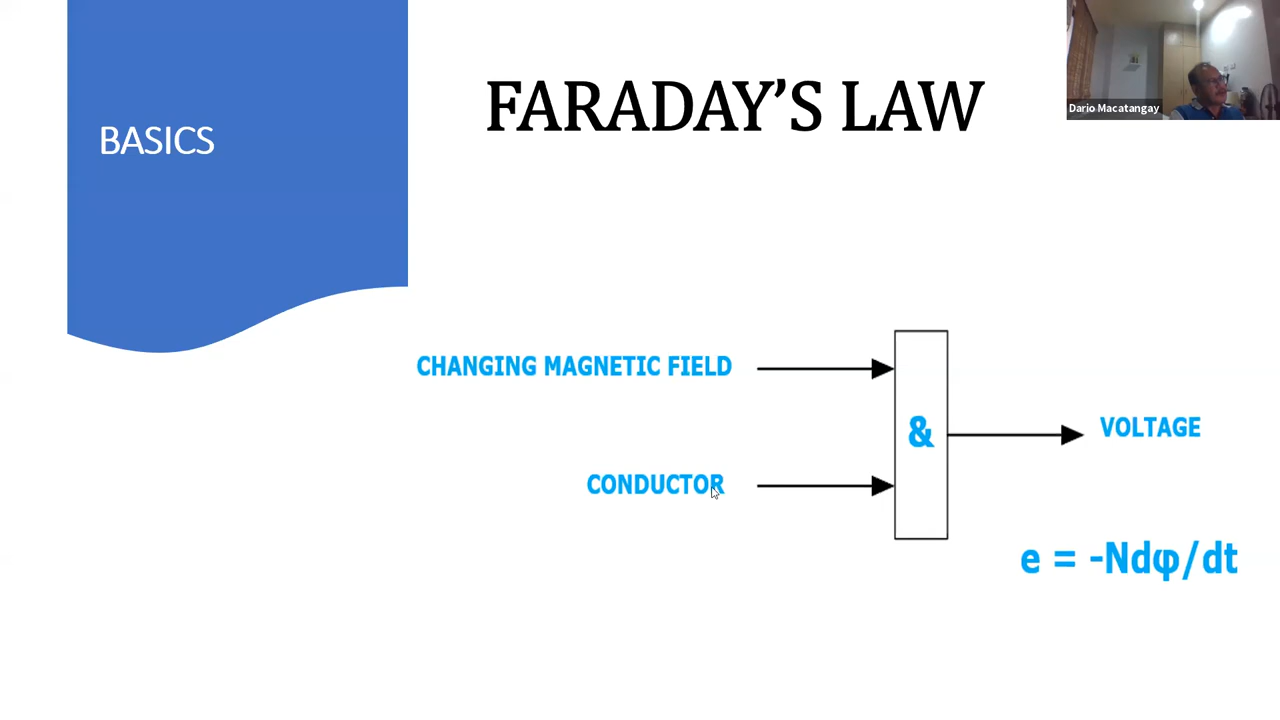 BASICS
FARADAY'S LAW
Dario Macatangay
CHANGING MAGNETIC FIELD
&
VOLTAGE
CONDUCTOR
e = -Ndφ/dt